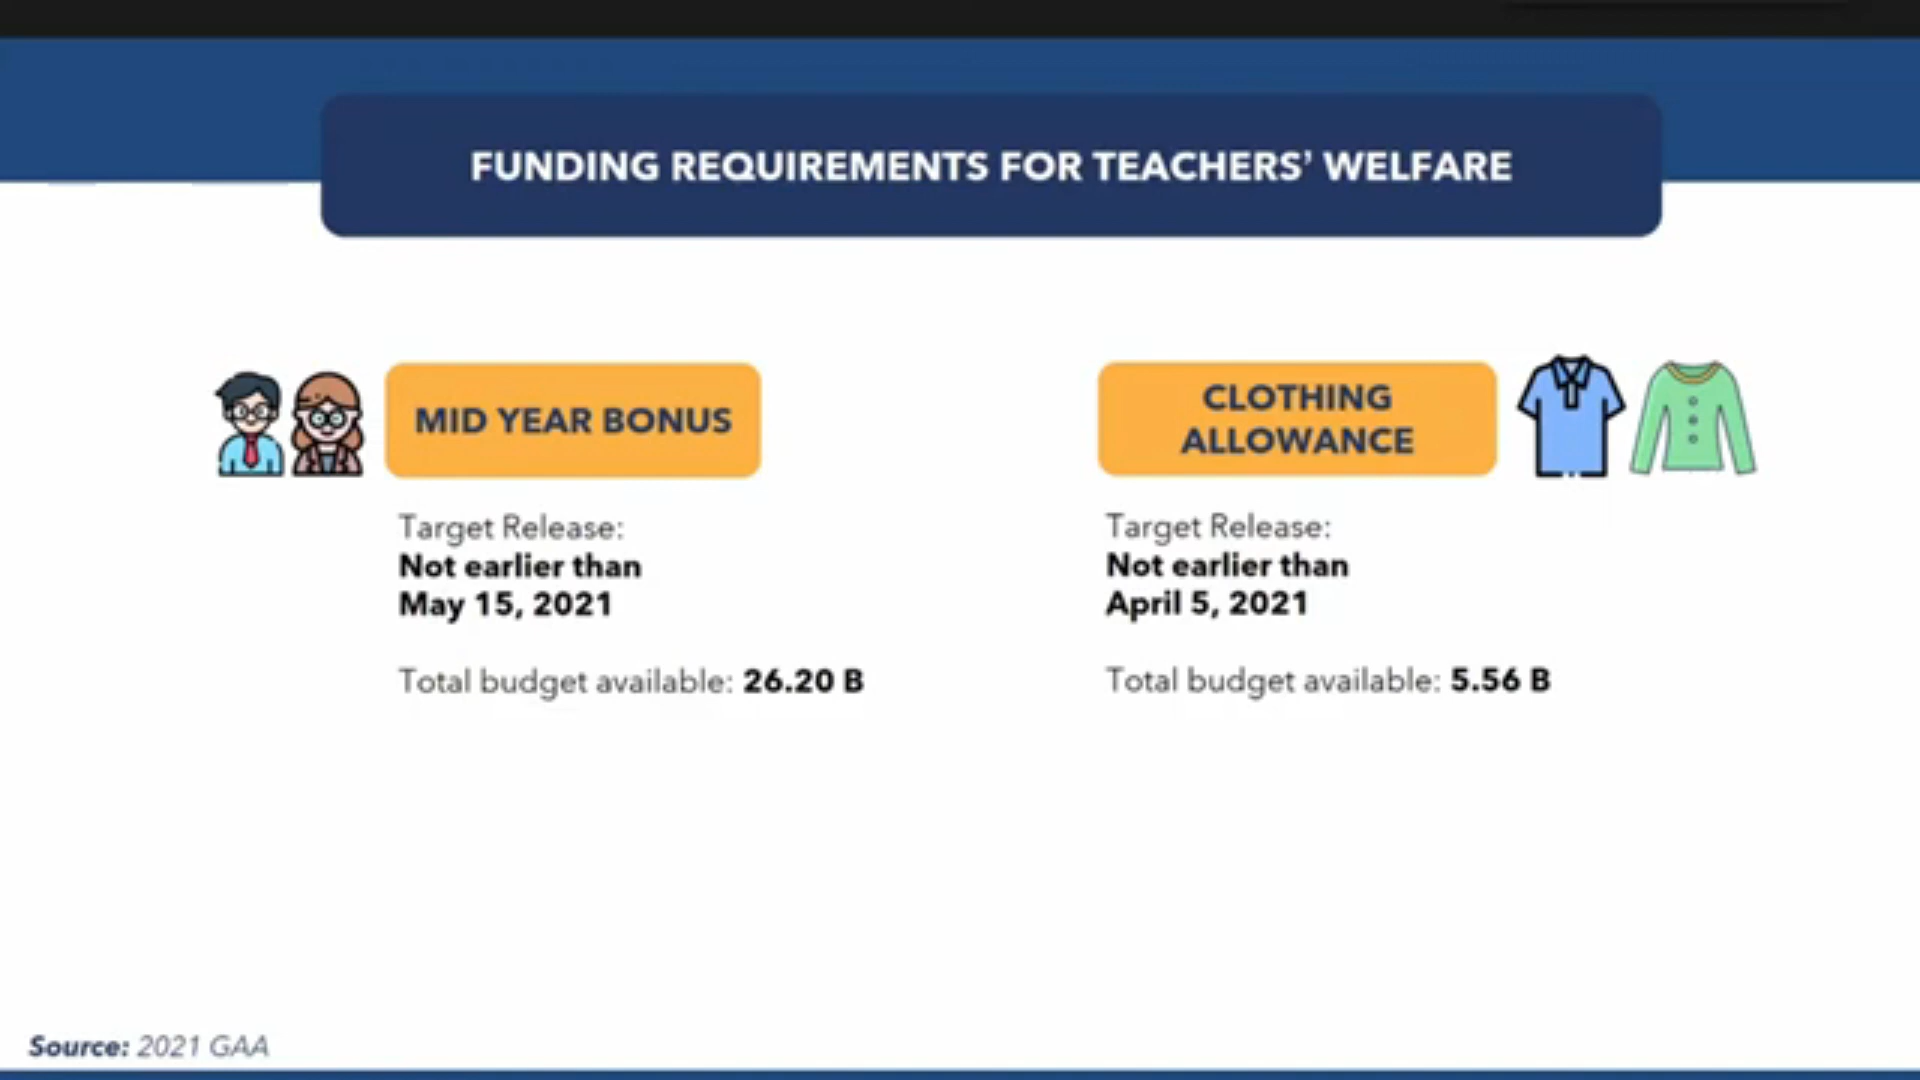 FUNDING REQUIREMENTS FOR TEACHERS’ WELFARE
MID YEAR BONUS
Target Release:
Not earlier than
May 15, 2021
Total budget available: 26.20 B
CLOTHING
ALLOWANCE
Target Release:
Not earlier than
April 5, 2021
Total budget available: 5.56 B
Source: 2021 GAA